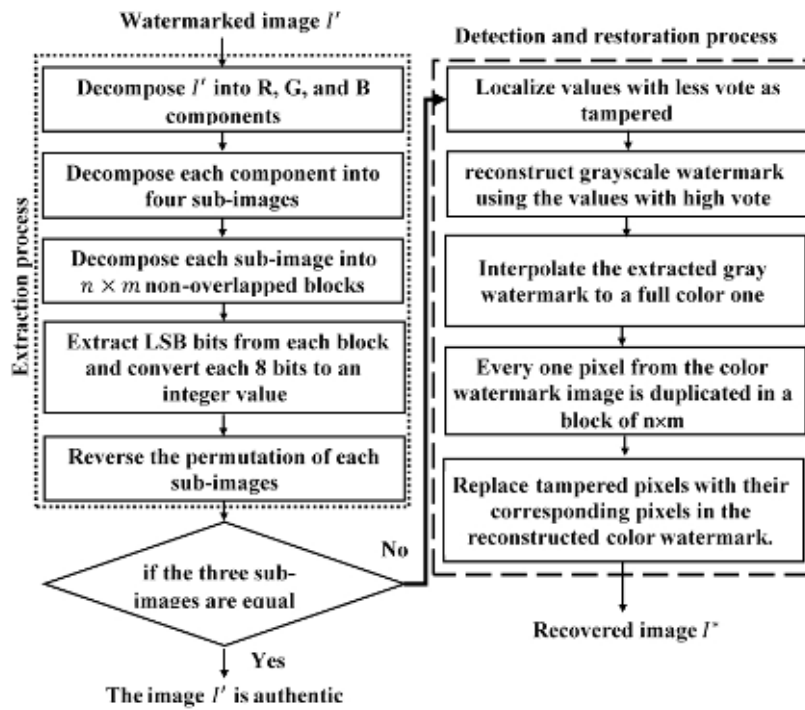 Watermarked image I′
Extraction process
Decompose I′ into R, G, and B
components
Decompose each component into
four sub-images
Decompose each sub-image into
n × m non-overlapped blocks
Extract LSB bits from each block
and convert each 8 bits to an
integer value
Reverse the permutation of each
sub-images
if the three sub-
images are equal
No
Yes
The image I′ is authentic
Detection and restoration process
Localize values with less vote as
tampered
reconstruct grayscale watermark
using the values with high vote
Interpolate the extracted gray
watermark to a full color one
Every one pixel from the color
watermark image is duplicated in a
block of n×m
Replace tampered pixels with their
corresponding pixels in the
reconstructed color watermark.
Recovered image I*